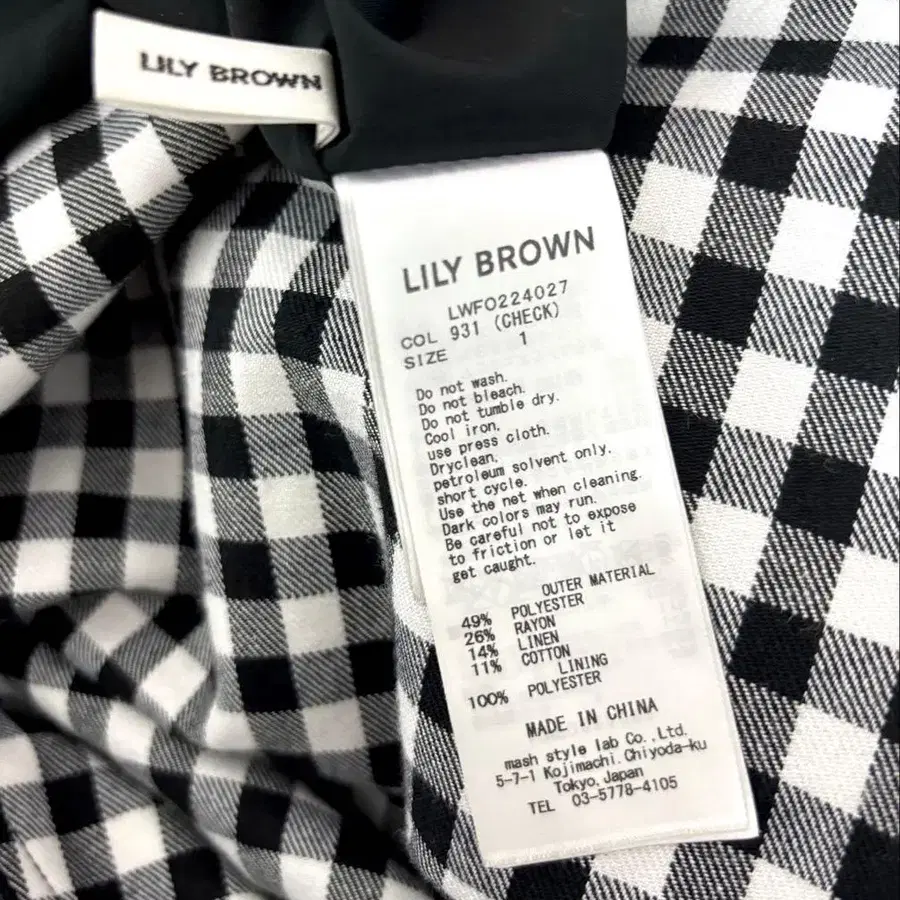 LILY BROWN
LILY BROWN
LWFO224027
COL 931 (CHECK)
SIZE 1
Do not wash.
Do not bleach.
Do not tumble dry.
Cool iron,
use press cloth.
Dryclean,
petroleum solvent only.
short cycle.
Use the net when cleaning.
Dark colors may run.
Be careful not to expose
to friction or let it
get caught.
OUTER MATERIAL
49% POLYESTER
26% RAYON
14% LINEN
11% COTTON
LINING
100% POLYESTER
MADE IN CHINA
mash style lab Co.,Ltd.
5-7-1 Kojimachi.Chiyoda-ku
Tokyo.Japan
TEL 03-5778-4105